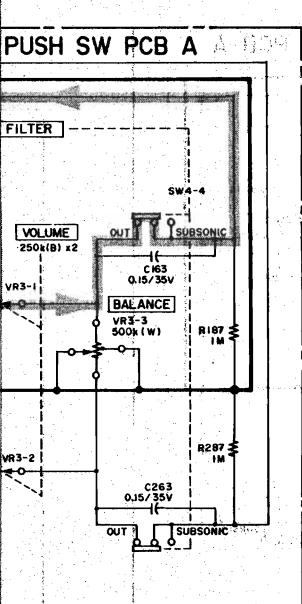 PUSH SW PCB A
FILTER
SW4-4
OUT
SUBSONIC
VOLUME
250k(B) x2
C163
0.15/35V
VR3-1
BALANCE
VR3-3
500k(W)
R187
1M
VR3-2
R287
1M
C263
0.15/35V
OUT
SUBSONIC